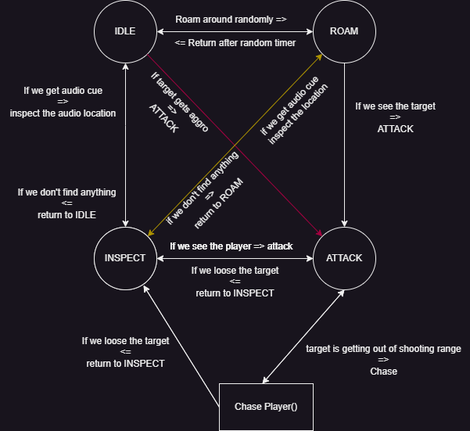 IDLE
Roam around randomly =>
<= Return after random timer
ROAM
If we get audio cue
=>
inspect the audio location
If target gets aggro
=>
ATTACK
If we get audio cue
inspect the location
If we see the target
=>
ATTACK
If we don't find anything
<=
return to IDLE
if we don't find anything
=>
return to ROAM
INSPECT
If we see the player => attack
If we loose the target
<=
return to INSPECT
ATTACK
If we loose the target
<=
return to INSPECT
target is getting out of shooting range
=>
Chase
Chase Player()